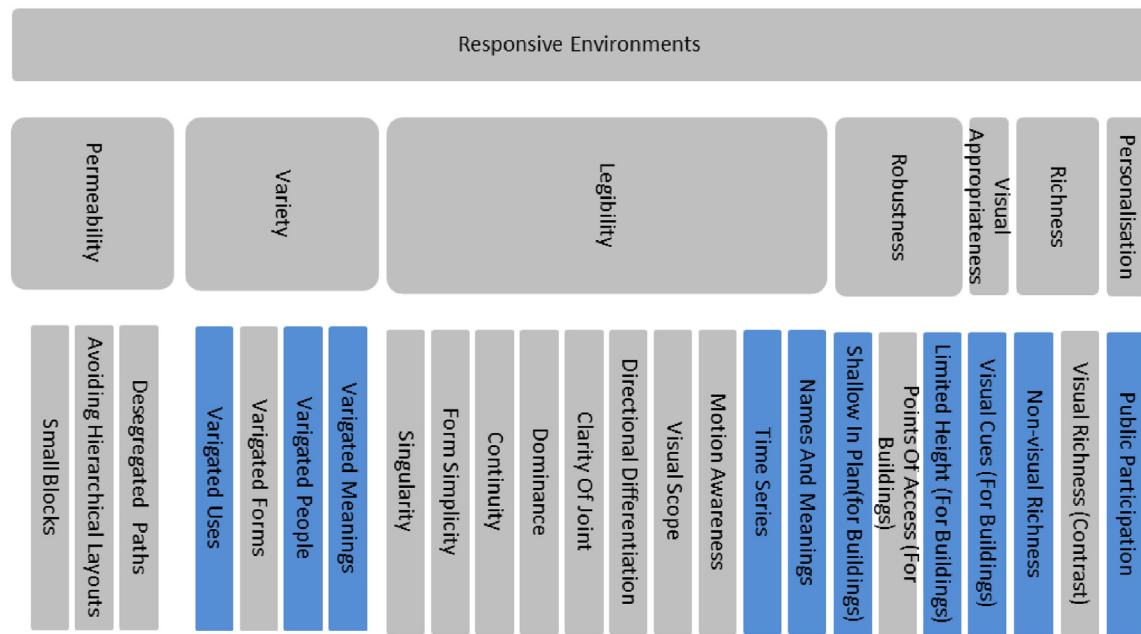 Responsive Environments
Permeability
Variety
Legibility
Robustness
Visual
Appropriateness
Richness
Personalisation
Small Blocks
Avoiding Hierarchical Layouts
Desegregated Paths
Varigated Uses
Varigated Forms
Varigated People
Varigated Meanings
Singularity
Form Simplicity
Continuity
Dominance
Clarity Of Joint
Directional Differentiation
Visual Scope
Motion Awareness
Time Series
Names And Meanings
Shallow In Plan(for Buildings)
Points Of Access (For
Buildings)
Limited Height (For Buildings)
Visual Cues (For Buildings)
Non-visual Richness
Visual Richness (Contrast)
Public Participation